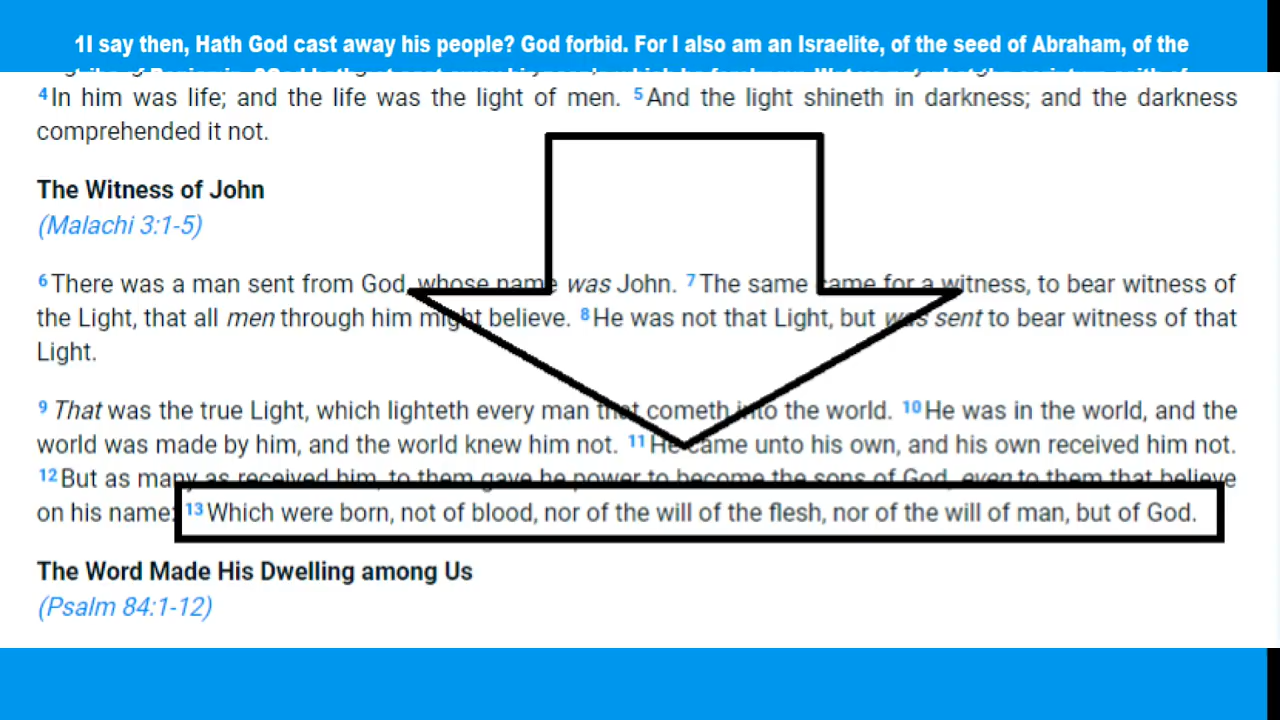 1I say then, Hath God cast away his people? God forbid. For I also am an Israelite, of the seed of Abraham, of the
4In him was life; and the life was the light of men. 5And the light shineth in darkness; and the darkness
comprehended it not.
The Witness of John
(Malachi 3:1-5)
6There was a man sent from God, whose name was John. 7The same came for a witness, to bear witness of
the Light, that all men through him might believe. 8He was not that Light, but was sent to bear witness of that
Light.
9That was the true Light, which lighteth every man that cometh into the world. 10He was in the world, and the
world was made by him, and the world knew him not. 11He came unto his own, and his own received him not.
12But as many as received him, to them gave he power to become the sons of God, even to them that believe
on his name: 13Which were born, not of blood, nor of the will of the flesh, nor of the will of man, but of God.
The Word Made His Dwelling among Us
(Psalm 84:1-12)